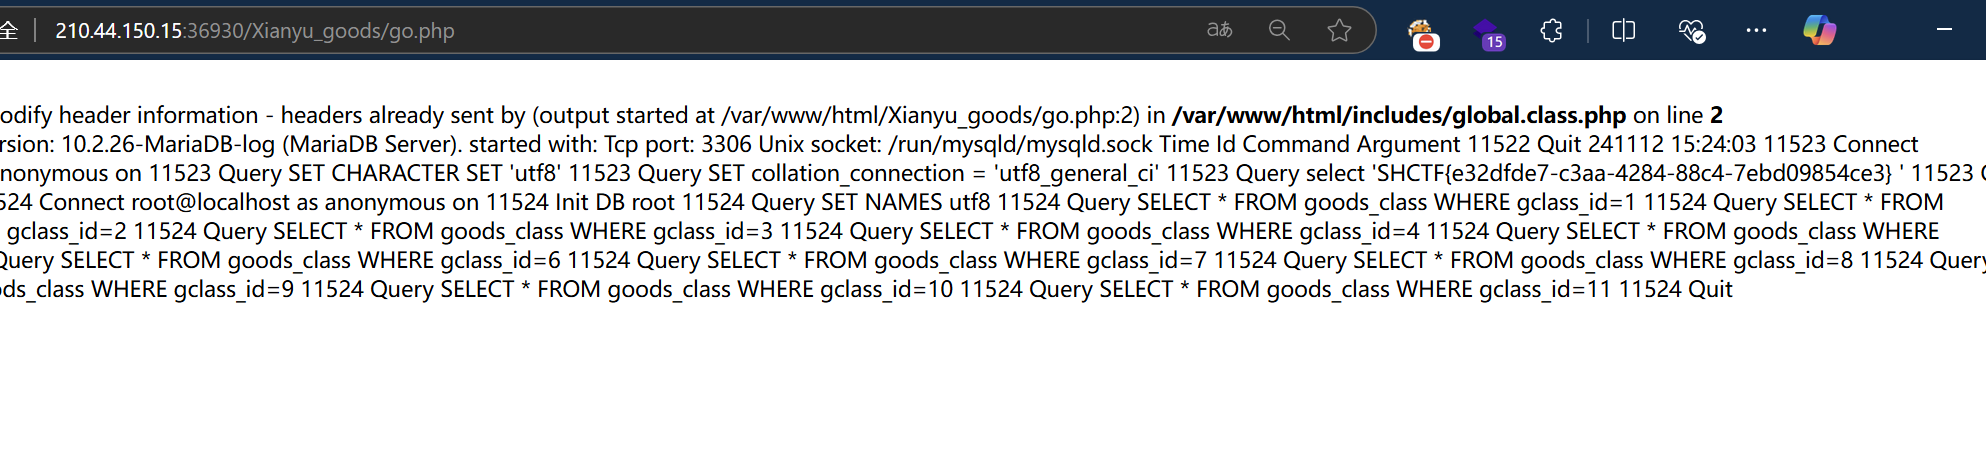 全 210.44.150.15:36930/Xianyu_goods/go.php aあ 15
odify header information - headers already sent by (output started at /var/www/html/Xianyu_goods/go.php:2) in /var/www/html/includes/global.class.php on line 2
rsion: 10.2.26-MariaDB-log (MariaDB Server). started with: Tcp port: 3306 Unix socket: /run/mysqld/mysqld.sock Time Id Command Argument 11522 Quit 241112 15:24:03 11523 Connect
nonymous on 11523 Query SET CHARACTER SET 'utf8' 11523 Query SET collation_connection = 'utf8_general_ci' 11523 Query select 'SHCTF{e32dfde7-c3aa-4284-88c4-7ebd09854ce3} ' 11523
524 Connect root@localhost as anonymous on 11524 Init DB root 11524 Query SET NAMES utf8 11524 Query SELECT * FROM goods_class WHERE gclass_id=1 11524 Query SELECT * FROM
gclass_id=2 11524 Query SELECT * FROM goods_class WHERE gclass_id=3 11524 Query SELECT * FROM goods_class WHERE gclass_id=4 11524 Query SELECT * FROM goods_class WHERE
Query SELECT * FROM goods_class WHERE gclass_id=6 11524 Query SELECT * FROM goods_class WHERE gclass_id=7 11524 Query SELECT * FROM goods_class WHERE gclass_id=8 11524 Query
ds_class WHERE gclass_id=9 11524 Query SELECT * FROM goods_class WHERE gclass_id=10 11524 Query SELECT * FROM goods_class WHERE gclass_id=11 11524 Quit